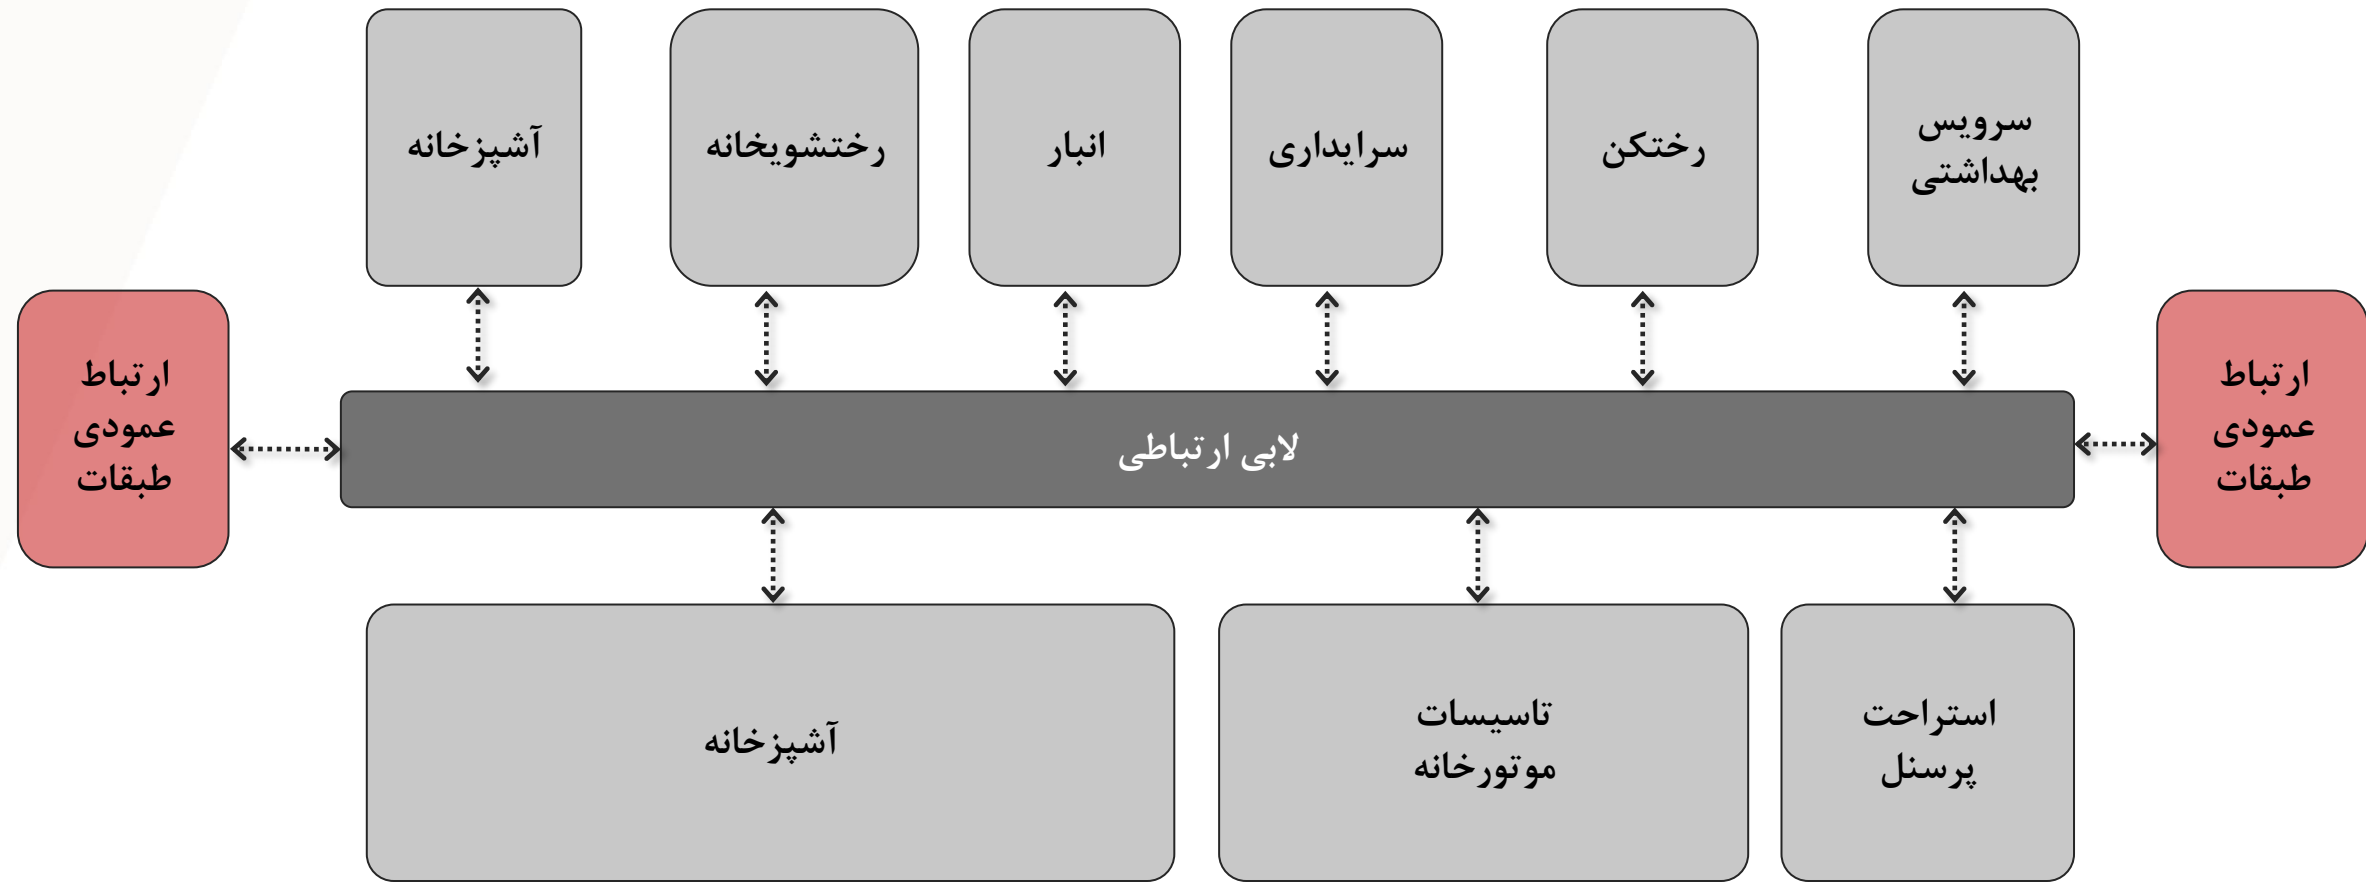 سرویس
بهداشتی
رختکن
سرایداری
انبار
رختشویخانه
آشپزخانه
ارتباط
عمودی
طبقات
لابی ارتباطی
ارتباط
عمودی
طبقات
استراحت
پرسنل
تاسیسات
موتورخانه
آشپزخانه